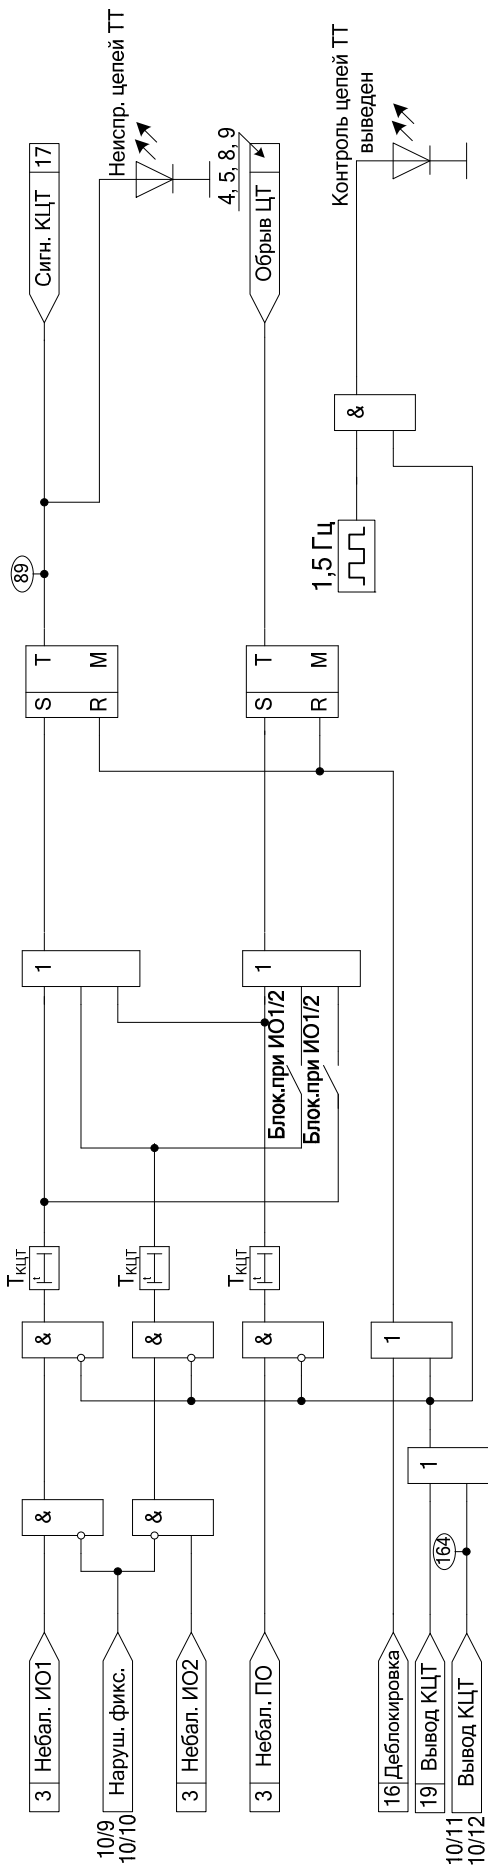 Сигн. КЦТ 17
Неиспр. цепей ТТ
4, 5, 8, 9
Обрыв ЦТ
Контроль цепей ТТ
выведен
&
1,5 Гц
89
S T
R M
S T
R M
1
1
Блок.при ИО1/2
Блок.при ИО1/2
Tкцт
Tкцт
Tкцт
&
&
&
1
&
&
1
164
3 Небал. ИО1
10/9
10/10
Наруш. фикс.
3 Небал. ИО2
3 Небал. ПО
16 Деблокировка
19 Вывод КЦТ
10/11
10/12
Вывод КЦТ